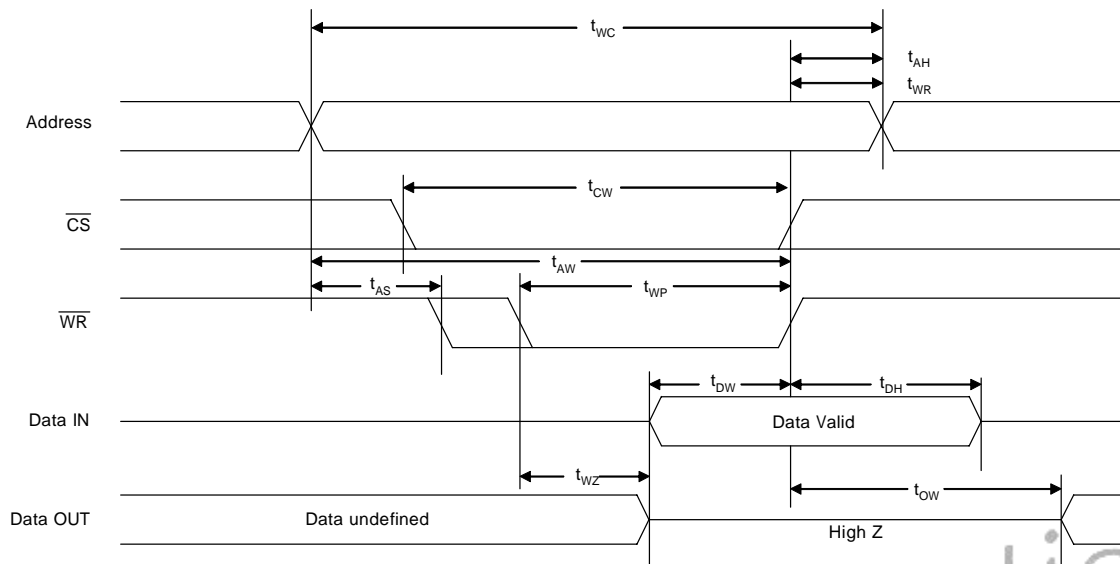 tWC
tAH
tWR
Address
tCW
CS
tAW
tAS
tWP
WR
tDW
tDH
Data IN
Data Valid
tWZ
tOW
Data OUT
Data undefined
High Z